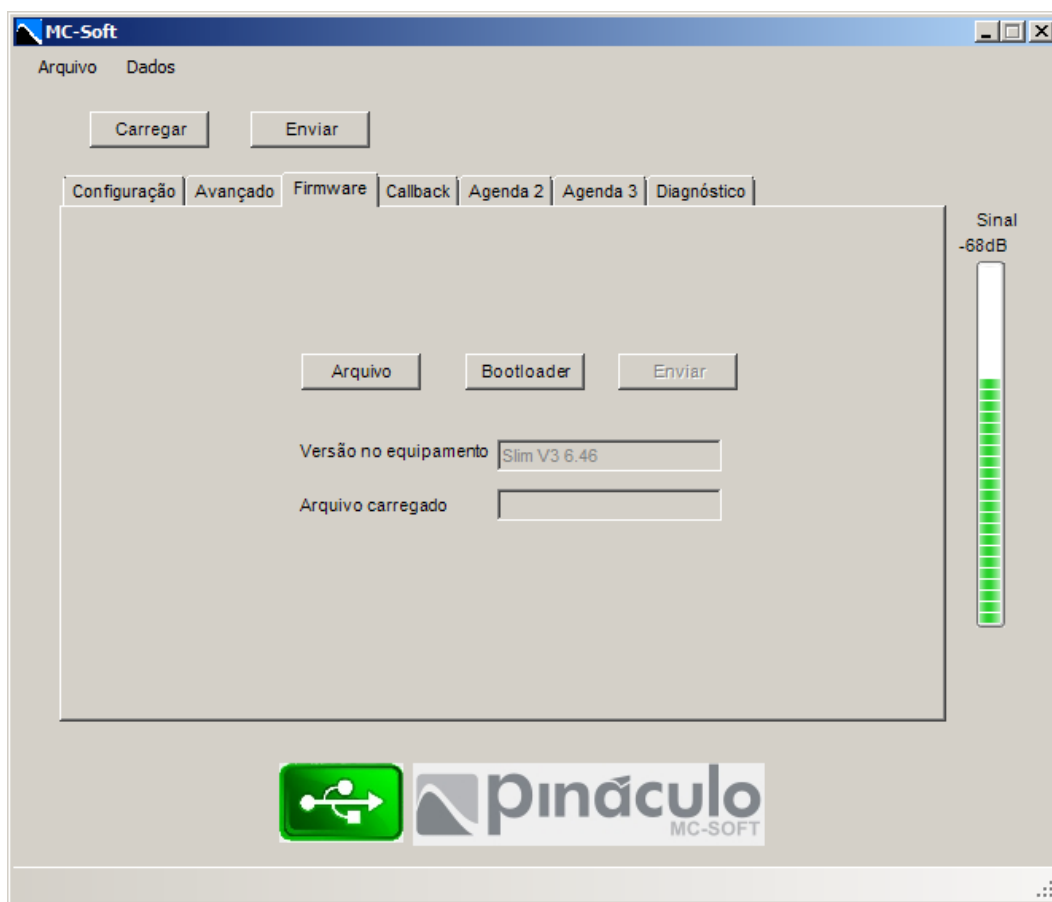 MC-Soft
Arquivo Dados
Carregar Enviar
Configuração Avançado Firmware Callback Agenda 2 Agenda 3 Diagnóstico
Sinal
-68dB
Arquivo Bootloader Enviar
Versão no equipamento Slim V3 6.46
Arquivo carregado
pináculo
MC-SOFT